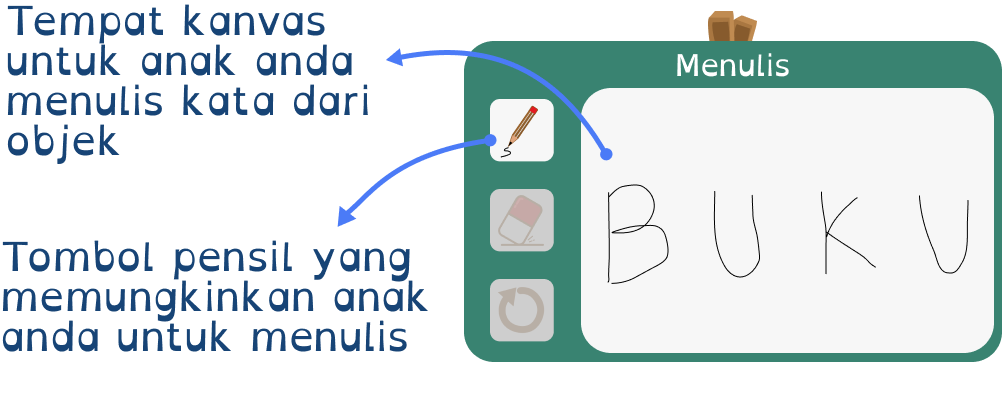 Tempat kanvas
untuk anak anda
menulis kata dari
objek
Tombol pensil yang
memungkinkan anak
anda untuk menulis
Menulis
BUKU